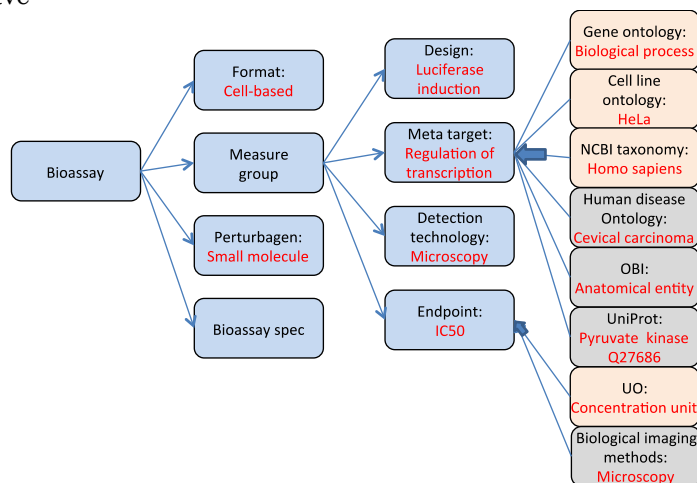 Bioassay
Format:
Cell-based
Measure
group
Perturbagen:
Small molecule
Bioassay spec
Design:
Luciferase
induction
Meta target:
Regulation of
transcription
Detection
technology:
Microscopy
Endpoint:
IC50
Gene ontology:
Biological process
Cell line
ontology:
HeLa
NCBI taxonomy:
Homo sapiens
Human disease
Ontology:
Cevical carcinoma
OBI:
Anatomical entity
UniProt:
Pyruvate kinase
Q27686
UO:
Concentration unit
Biological imaging
methods:
Microscopy